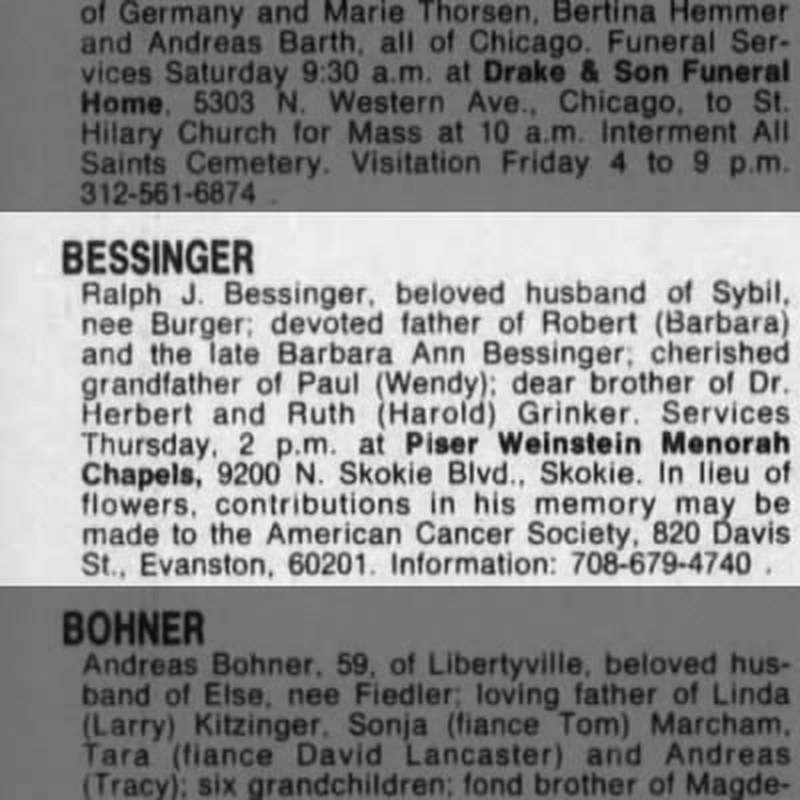 of Germany and Marie Thorsen, Bertina Hemmer
and Andreas Barth, all of Chicago. Funeral Ser-
vices Saturday 9:30 a.m. at Drake & Son Funeral
Home, 5303 N. Western Ave., Chicago, to St.
Hilary Church for Mass at 10 a.m. Interment All
Saints Cemetery. Visitation Friday 4 to 9 p.m.
312-561-6874 .
BESSINGER
Ralph J. Bessinger, beloved husband of Sybil,
nee Burger; devoted father of Robert (Barbara)
and the late Barbara Ann Bessinger; cherished
grandfather of Paul (Wendy); dear brother of Dr.
Herbert and Ruth (Harold) Grinker. Services
Thursday, 2 p.m. at Piser Weinstein Menorah
Chapels, 9200 N. Skokie Blvd., Skokie. In lieu of
flowers, contributions in his memory may be
made to the American Cancer Society, 820 Davis
St., Evanston, 60201. Information: 708-679-4740 .
BOHNER
Andreas Bohner, 59, of Libertyville, beloved hus-
band of Else, nee Fiedler; loving father of Linda
(Larry) Kitzinger, Sonja (fiance Tom) Marcham,
Tara (fiance David Lancaster) and Andreas
(Tracy); six grandchildren; fond brother of Magde-